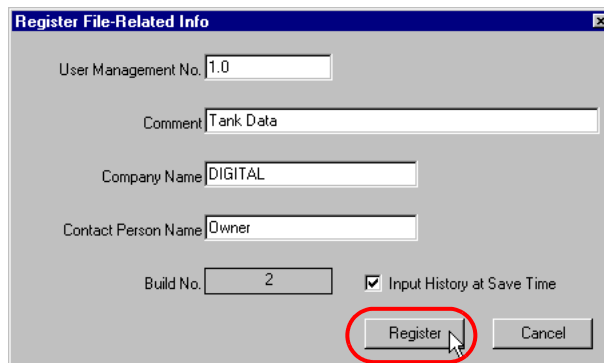 Register File-Related Info
User Management No. 1.0
Comment Tank Data
Company Name DIGITAL
Contact Person Name Owner
Build No. 2 Input History at Save Time
Register Cancel